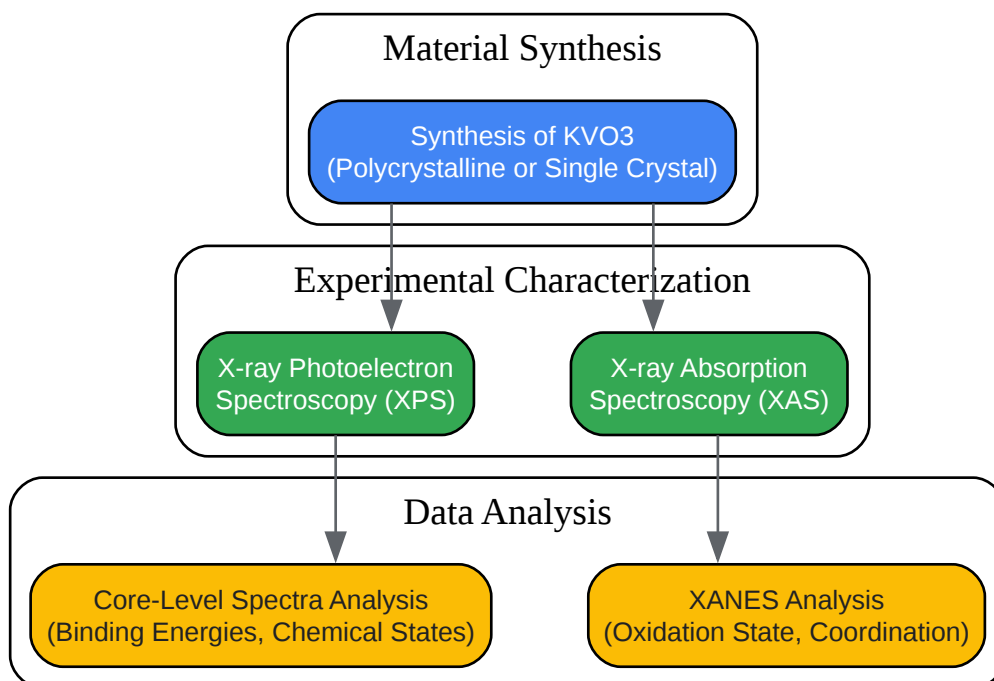 Material Synthesis
Synthesis of KVO3
(Polycrystalline or Single Crystal)
Experimental Characterization
X-ray Photoelectron
Spectroscopy (XPS)
X-ray Absorption
Spectroscopy (XAS)
Data Analysis
Core-Level Spectra Analysis
(Binding Energies, Chemical States)
XANES Analysis
(Oxidation State, Coordination)